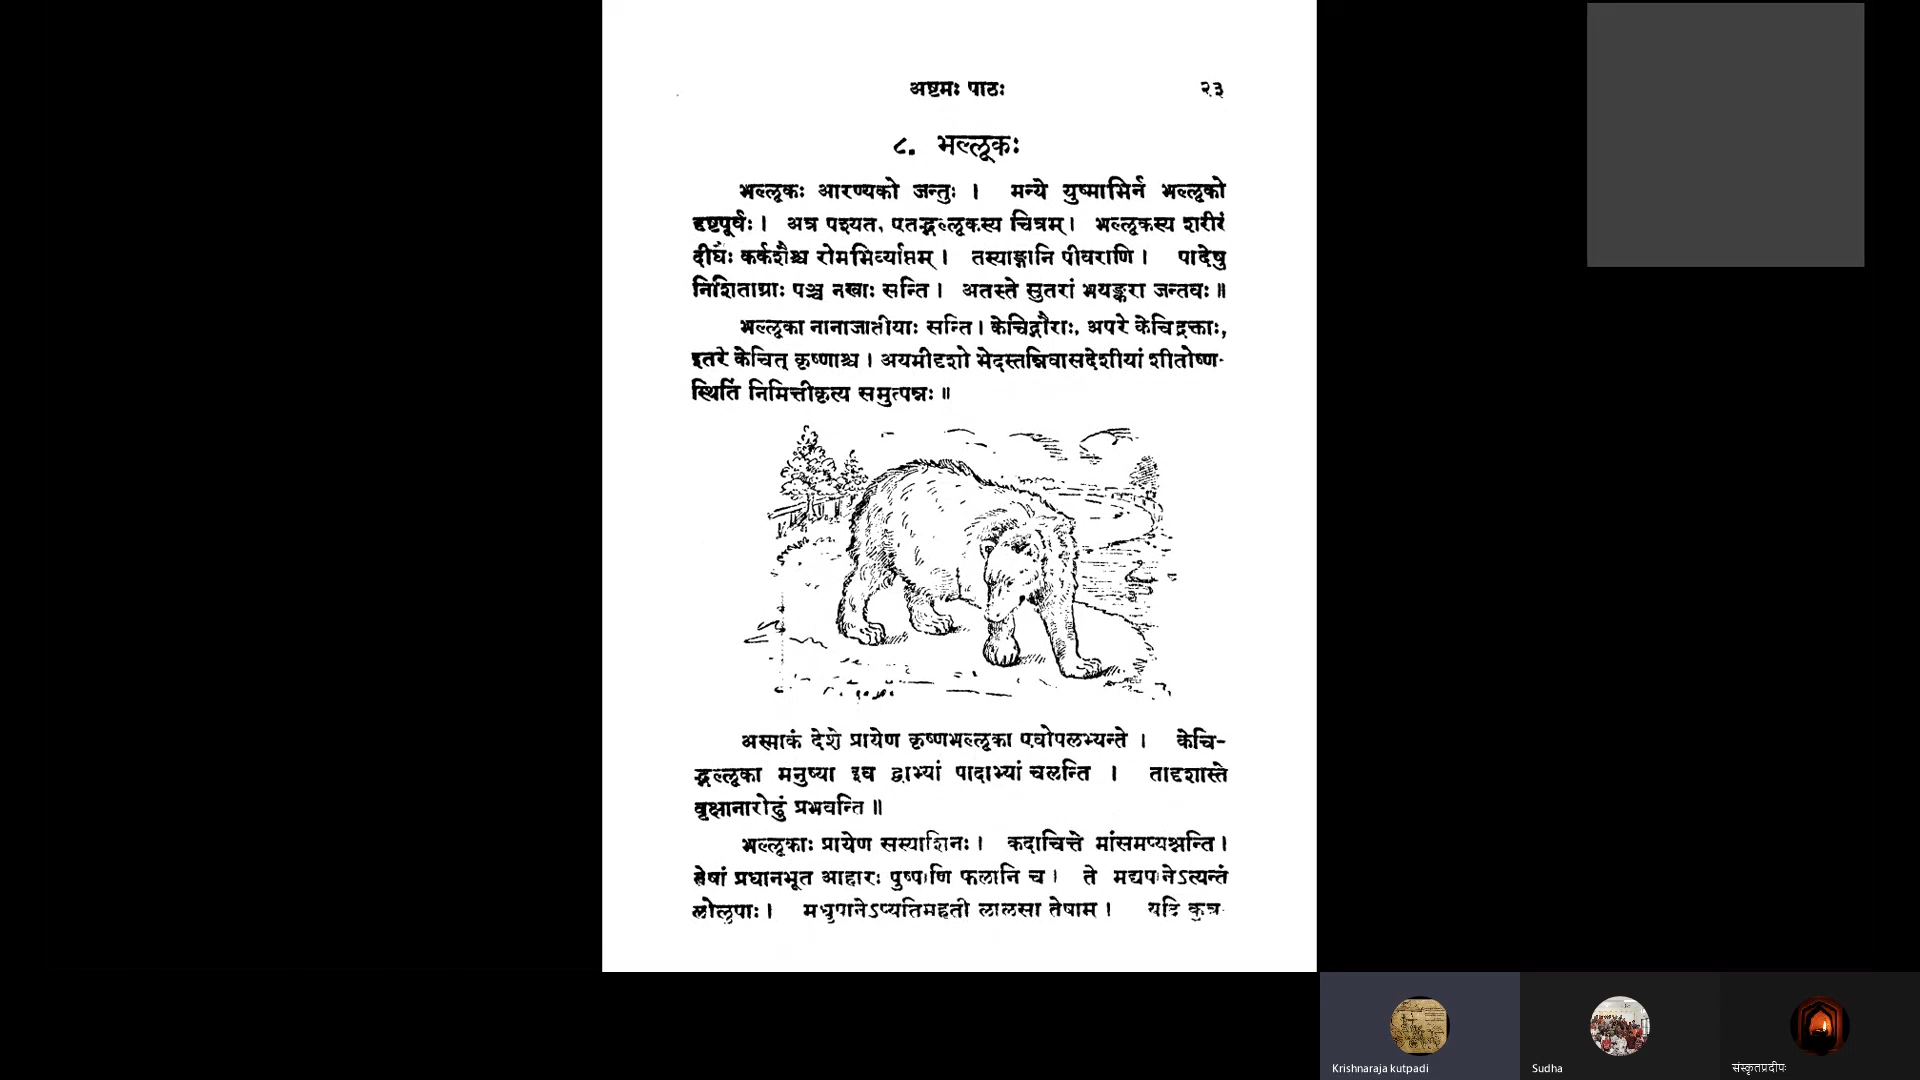 अष्टमः पाठः २३
८. भल्लूकः
भल्लूकः आरण्यको जन्तुः । मन्ये युष्माभिर्न भल्लूको
दृष्टपूर्वः । अत्र पश्यत, एतद्भल्लूकस्य चित्रम् । भल्लूकस्य शरीरं
दीर्घैः कर्कशैश्च रोमभिर्व्याप्तम् । तस्याङ्गानि पीवराणि । पादेषु
निशिताग्राः पञ्च नखाः सन्ति । अतस्ते सुतरां भयङ्करा जन्तवः ॥
भल्लूका नानाजातीयाः सन्ति । केचिद्गौराः, अपरे केचिद्रक्ताः,
इतरे केचित् कृष्णाश्च । अयमीदृशो भेदस्तन्निवासदेशीयां शीतोष्ण-
स्थितिं निमित्तीकृत्य समुत्पन्नः ॥
अस्माकं देशे प्रायेण कृष्णभल्लूका एवोपलभ्यन्ते । केचि-
द्भल्लूका मनुष्या इव द्वाभ्यां पादाभ्यां चलन्ति । तादृशास्ते
वृक्षानारोढुं प्रभवन्ति ॥
भल्लूकाः प्रायेण सस्याशिनः । कदाचित्ते मांसमप्यश्नन्ति ।
तेषां प्रधानभूत आहारः पुष्पाणि फलानि च । ते मद्यपानेऽत्यन्तं
लोलुपाः । मधुपानेऽप्यतिमहती लालसा तेषाम् । यदि कुत्र-
Krishnaraja kutpadi
Sudha
संस्कृतप्रदीपः